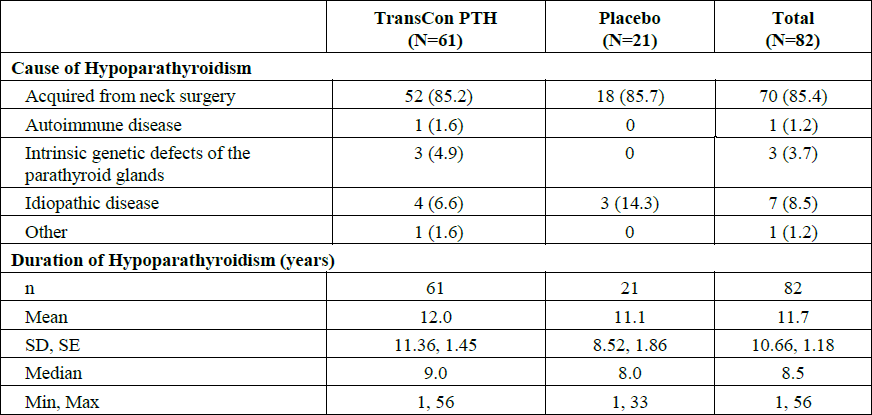 TransCon PTH Placebo Total
(N=61) (N=21) (N=82)
Cause of Hypoparathyroidism
Acquired from neck surgery 52 (85.2) 18 (85.7) 70 (85.4)
Autoimmune disease 1 (1.6) 0 1 (1.2)
Intrinsic genetic defects of the 3 (4.9) 0 3 (3.7)
parathyroid glands
Idiopathic disease 4 (6.6) 3 (14.3) 7 (8.5)
Other 1 (1.6) 0 1 (1.2)
Duration of Hypoparathyroidism (years)
n 61 21 82
Mean 12.0 11.1 11.7
SD, SE 11.36, 1.45 8.52, 1.86 10.66, 1.18
Median 9.0 8.0 8.5
Min, Max 1, 56 1, 33 1, 56